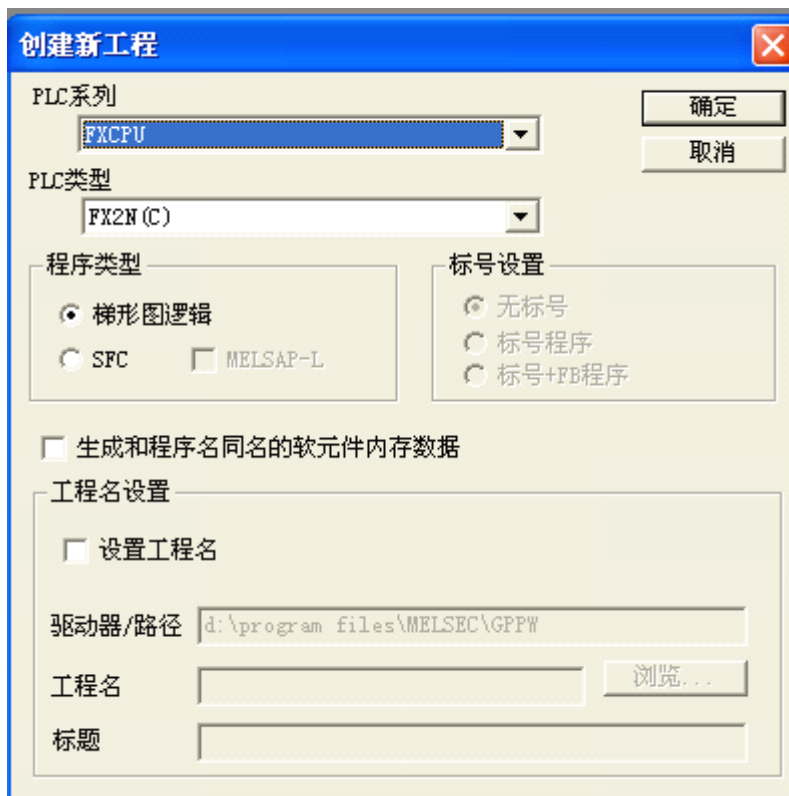 创建新工程
PLC系列
FXCPU
确定
取消
PLC类型
FX2N(C)
程序类型
标号设置
梯形图逻辑
无标号
SFC
MELSAP-L
标号程序
标号+FB程序
生成和程序名同名的软元件内存数据
工程名设置
设置工程名
驱动器/路径
d:\program files\MELSEC\GPPW
工程名
浏览...
标题